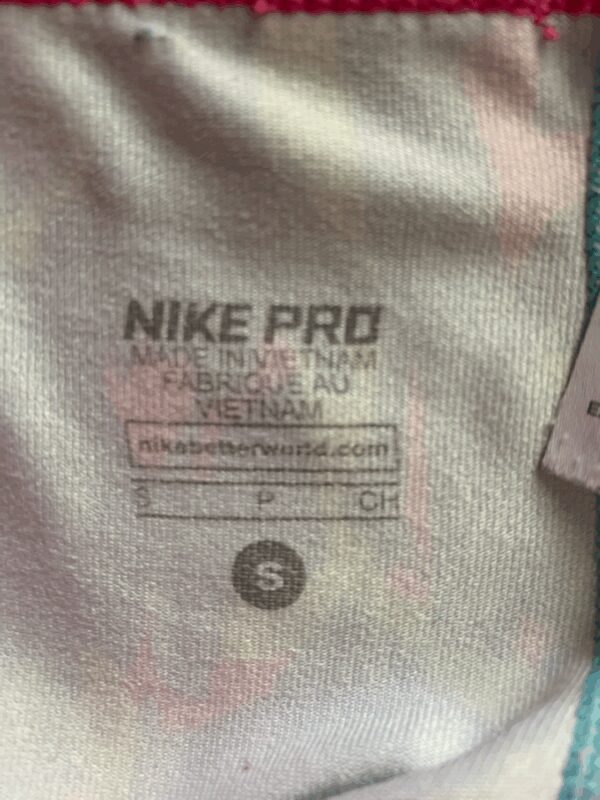 NIKE PRO
MADE IN VIETNAM
FABRIQUE AU
VIETNAM
nikebetterworld.com
S P CH
S